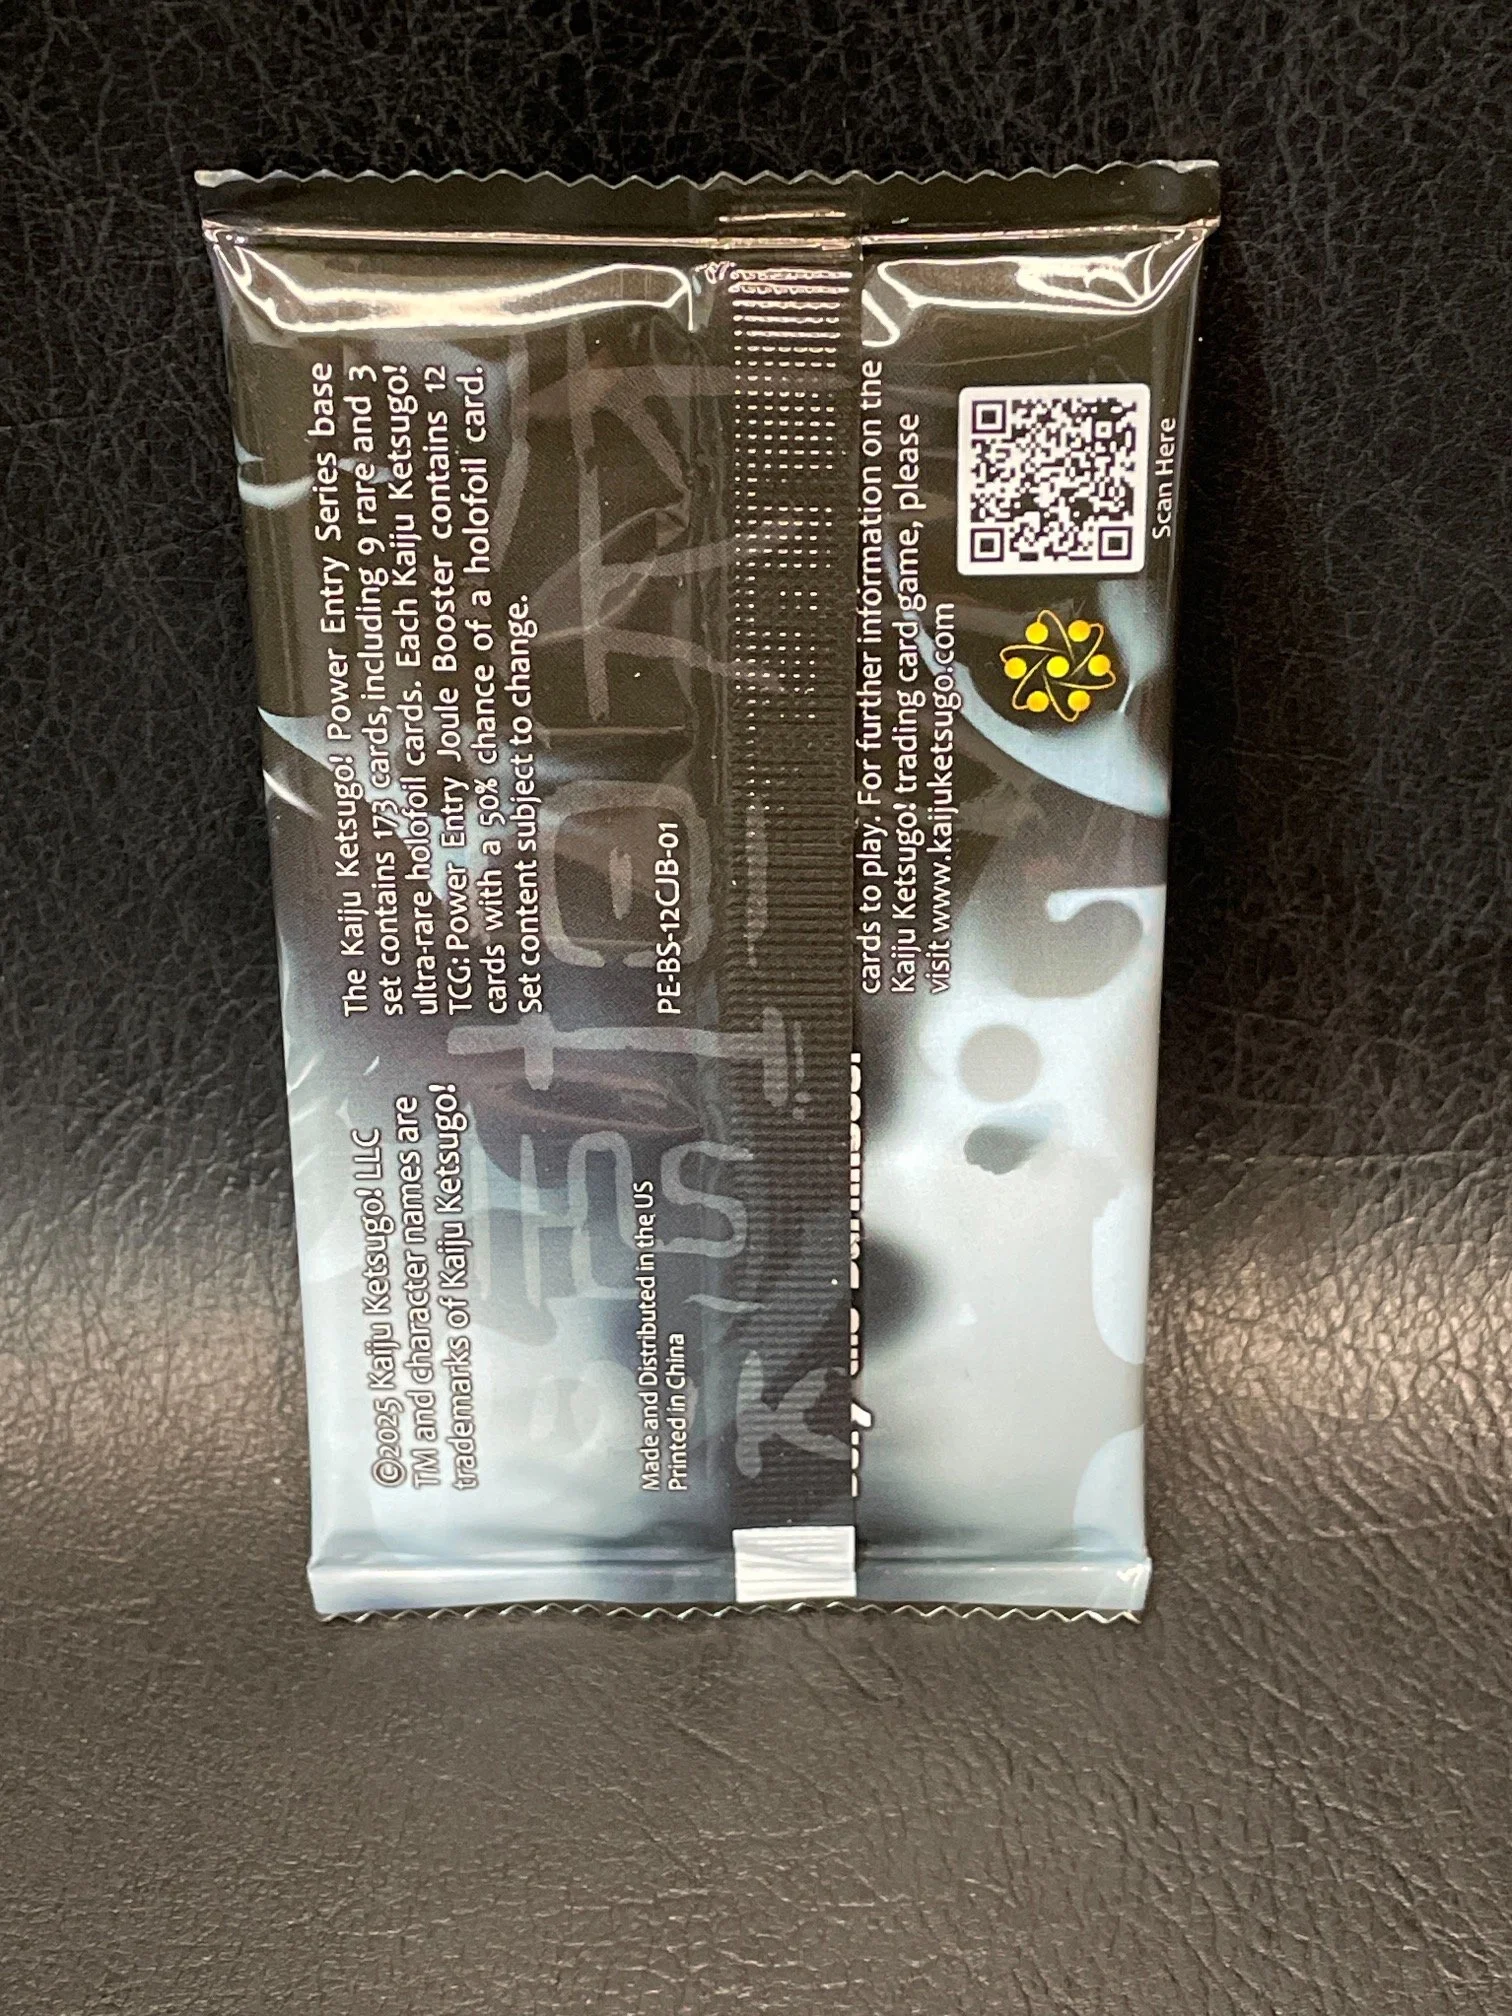 The Kaiju Ketsugo! Power Entry Series base
set contains 173 cards, including 9 rare and 3
ultra-rare holofoil cards. Each Kaiju Ketsugo!
TCG: Power Entry Joule Booster contains 12
cards with a 50% chance of a holofoil card.
Set content subject to change.
PE-BS-12CJB-01
©2025 Kaiju Ketsugo! LLC
TM and character names are
trademarks of Kaiju Ketsugo!
Made and Distributed in the US
Printed in China
cards to play. For further information on the
Kaiju Ketsugo! trading card game, please
visit www.kaijuketsugo.com
Scan Here